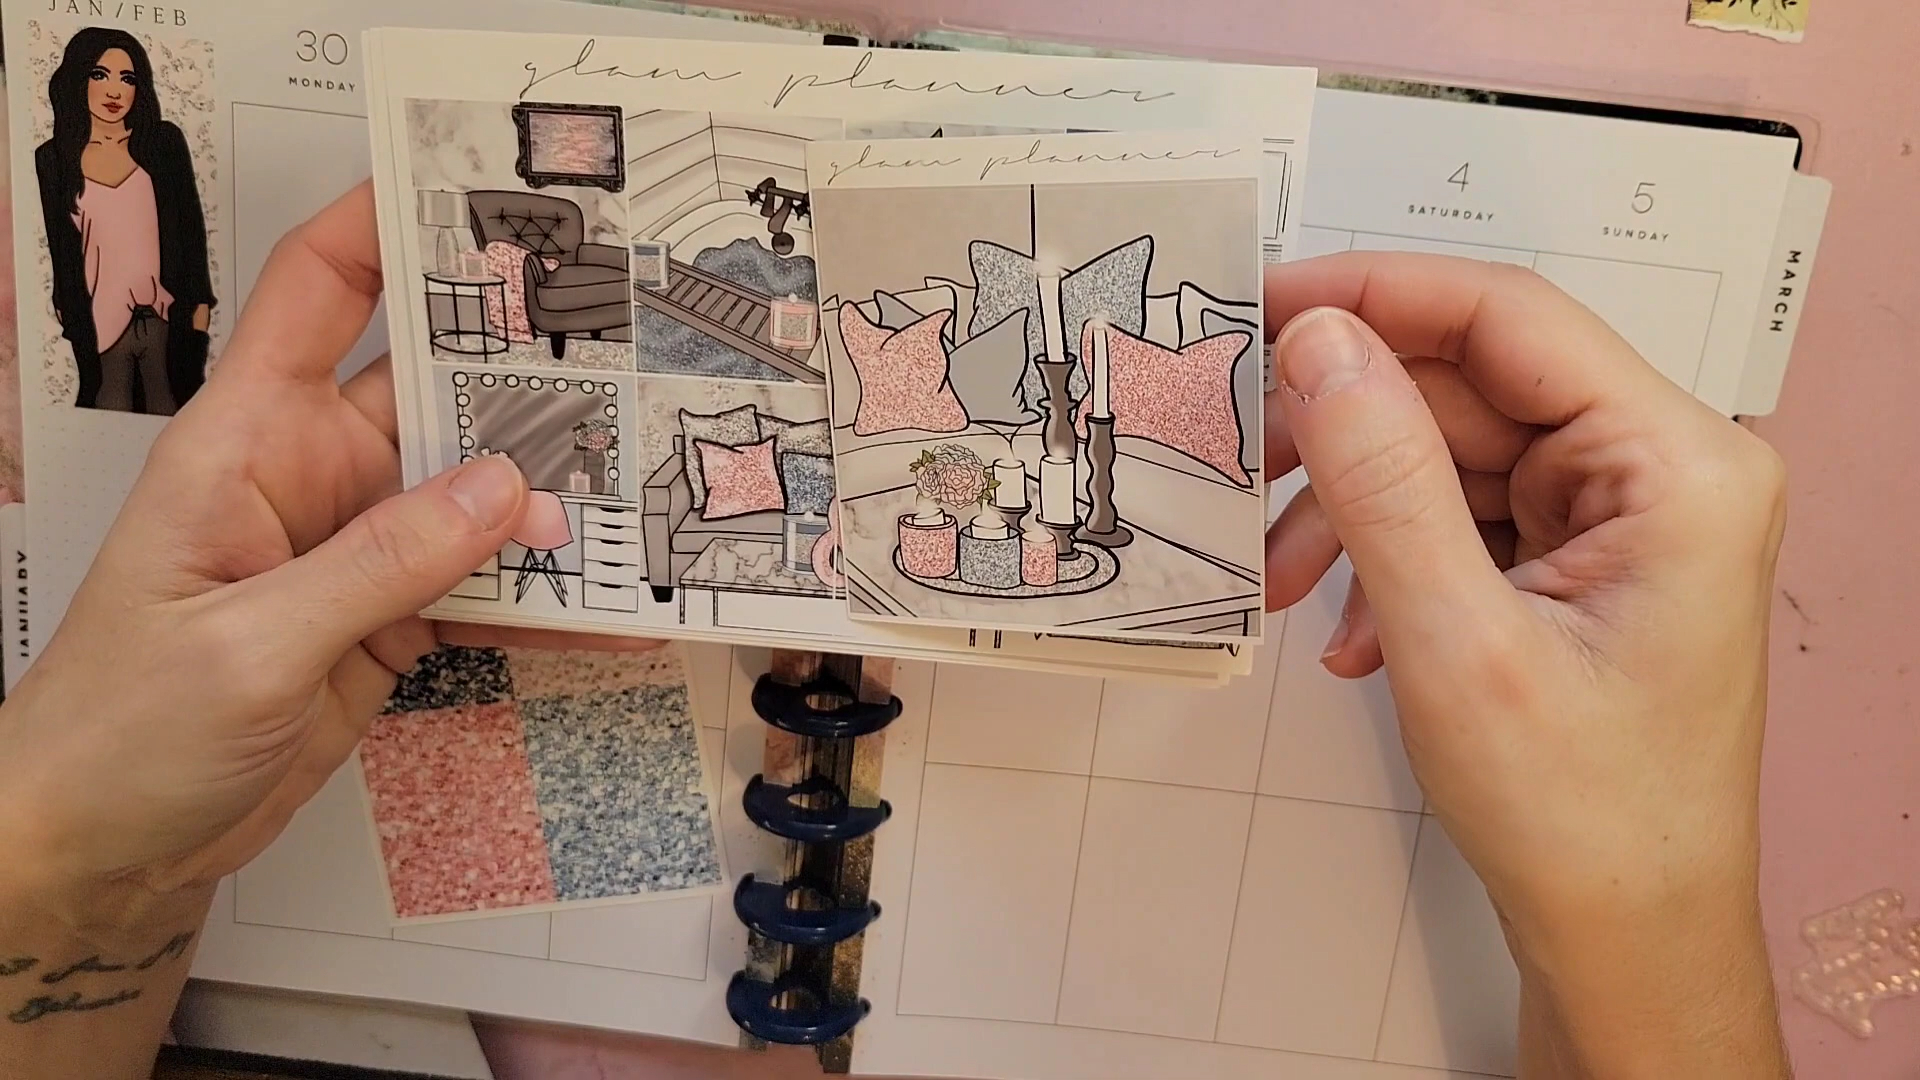 JAN/FEB
30
MONDAY
glam planner
glam planner
4
SATURDAY
5
SUNDAY
MARCH
JANUARY